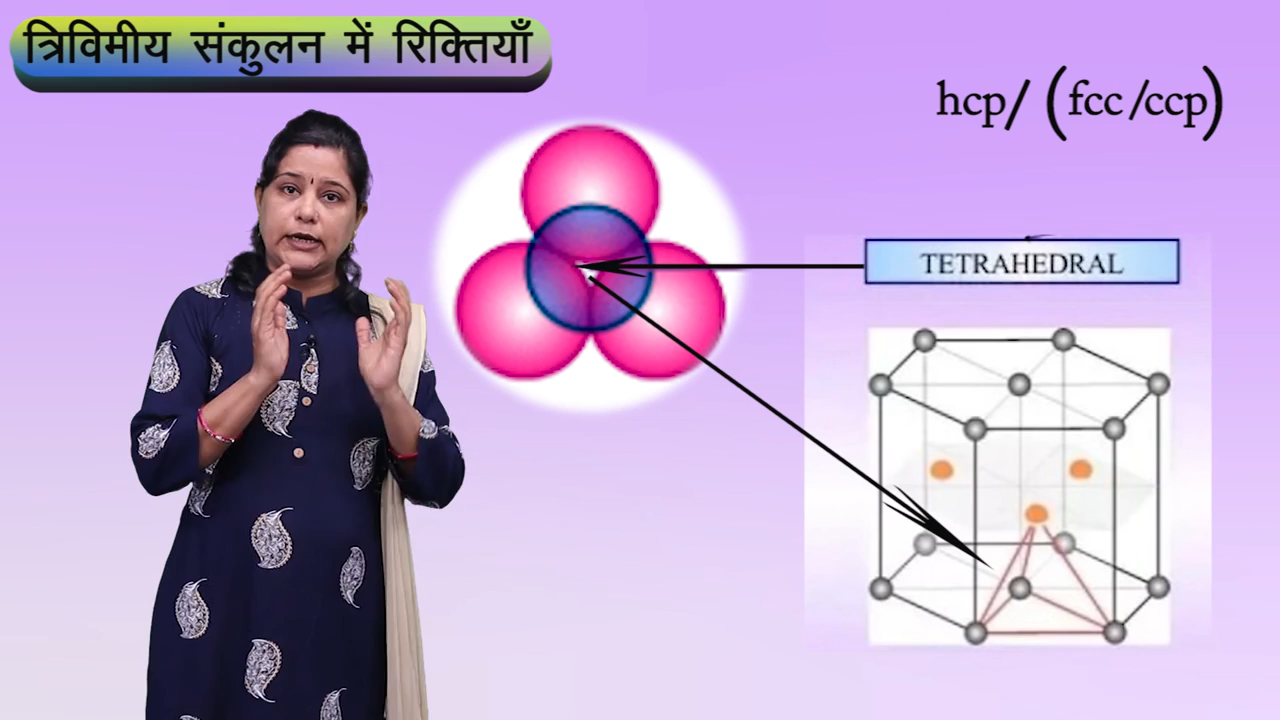 त्रिविमीय संकुलन में रिक्तियाँ
hcp/ (fcc/ccp)
TETRAHEDRAL